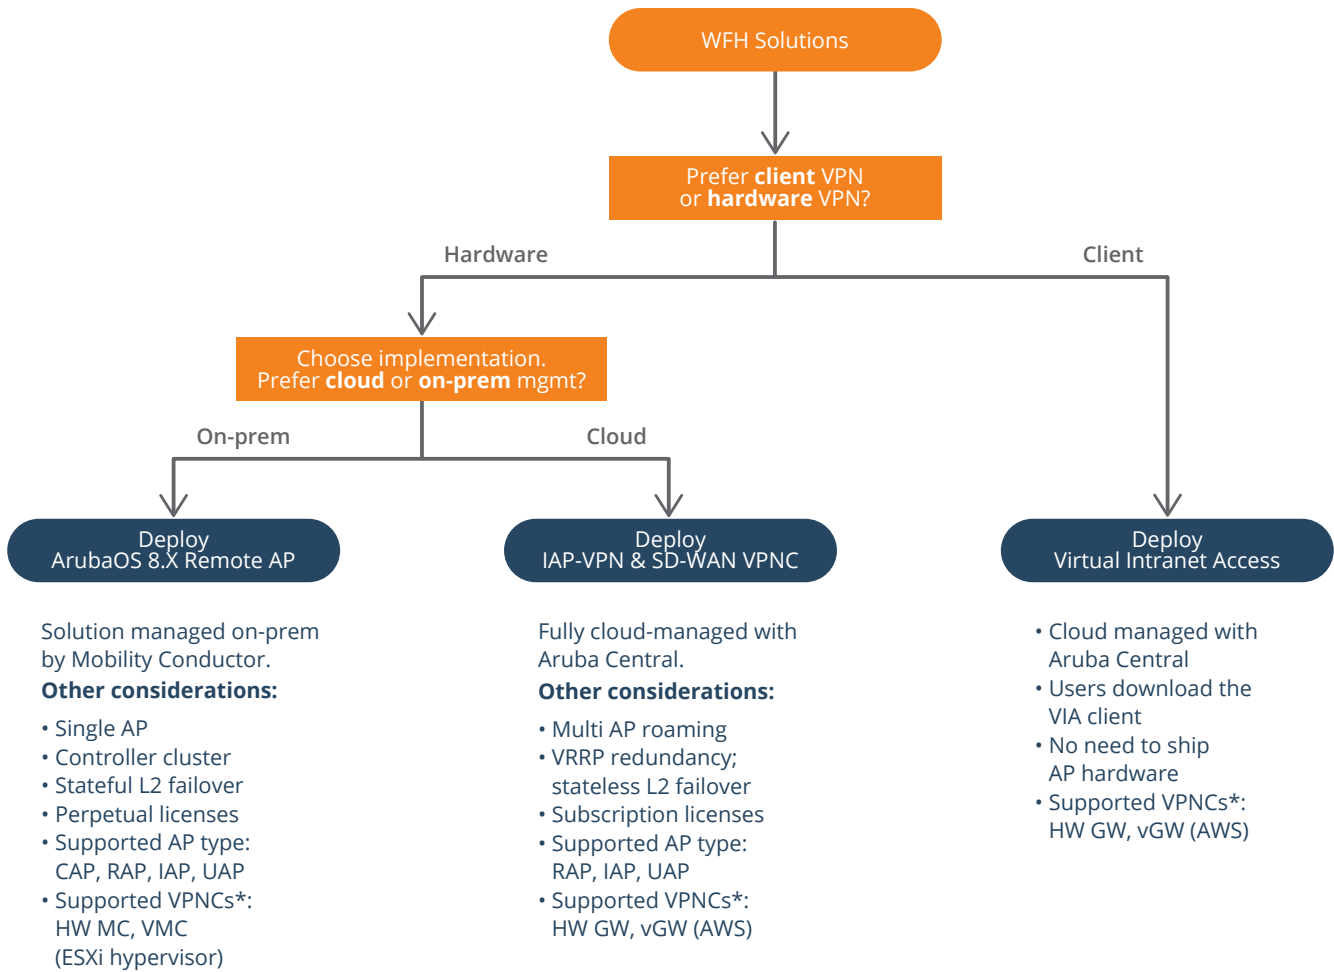 WFH Solutions
Prefer client VPN
or hardware VPN?
Hardware
Client
Choose implementation.
Prefer cloud or on-prem mgmt?
On-prem
Cloud
Deploy
ArubaOS 8.X Remote AP
Solution managed on-prem
by Mobility Conductor.
Other considerations:
• Single AP
• Controller cluster
• Stateful L2 failover
• Perpetual licenses
• Supported AP type:
CAP, RAP, IAP, UAP
• Supported VPNCs*:
HW MC, VMC
(ESXi hypervisor)
Deploy
IAP-VPN & SD-WAN VPNC
Fully cloud-managed with
Aruba Central.
Other considerations:
• Multi AP roaming
• VRRP redundancy;
stateless L2 failover
• Subscription licenses
• Supported AP type:
RAP, IAP, UAP
• Supported VPNCs*:
HW GW, vGW (AWS)
Deploy
Virtual Intranet Access
• Cloud managed with
Aruba Central
• Users download the
VIA client
• No need to ship
AP hardware
• Supported VPNCs*:
HW GW, vGW (AWS)